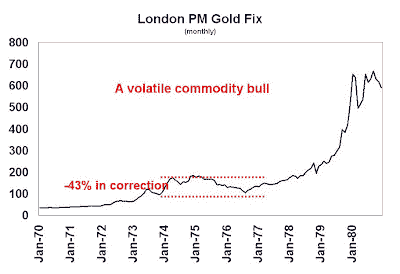 London PM Gold Fix
(monthly)
800
700
600
500
400
300
200
100
0
A volatile commodity bull
-43% in correction
Jan-70
Jan-71
Jan-72
Jan-73
Jan-74
Jan-75
Jan-76
Jan-77
Jan-78
Jan-79
Jan-80